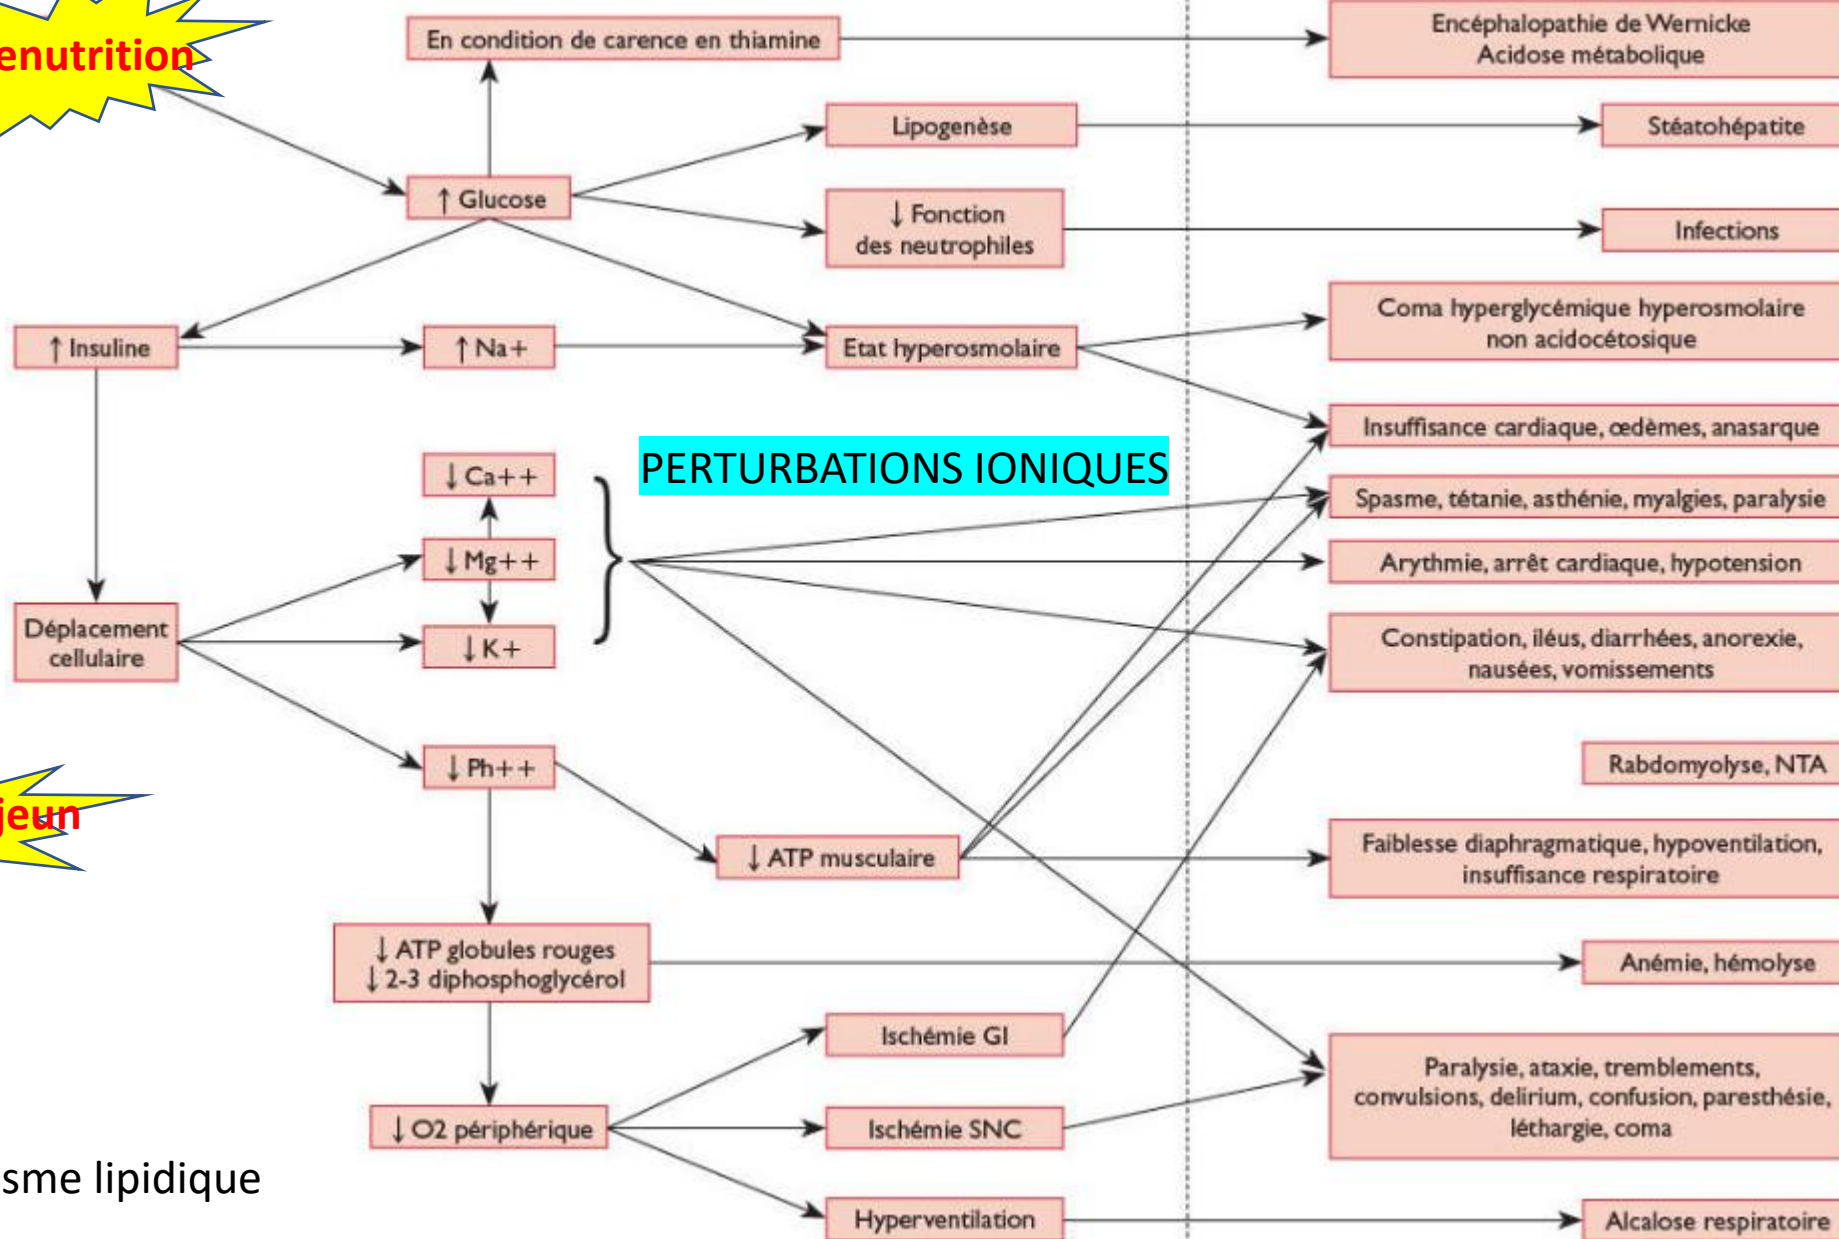 enutrition
En condition de carence en thiamine
Encéphalopathie de Wernicke
Acidose métabolique
Lipogenèse
Stéatohépatite
↑ Glucose
↓ Fonction
des neutrophiles
Infections
↑ Insuline
↑ Na+
Etat hyperosmolaire
Coma hyperglycémique hyperosmolaire
non acidocétosique
Insuffisance cardiaque, œdèmes, anasarque
PERTURBATIONS IONIQUES
↓ Ca++
Spasme, tétanie, asthénie, myalgies, paralysie
↓ Mg++
Arythmie, arrêt cardiaque, hypotension
Déplacement
cellulaire
↓ K+
Constipation, iléus, diarrhées, anorexie,
nausées, vomissements
↓ Ph++
Rabdomyolyse, NTA
jeun
↓ ATP musculaire
Faiblesse diaphragmatique, hypoventilation,
insuffisance respiratoire
↓ ATP globules rouges
↓ 2-3 diphosphoglycérol
Anémie, hémolyse
Ischémie GI
Paralysie, ataxie, tremblements,
convulsions, delirium, confusion, paresthésie,
léthargie, coma
↓ O2 périphérique
Ischémie SNC
sme lipidique
Hyperventilation
Alcalose respiratoire